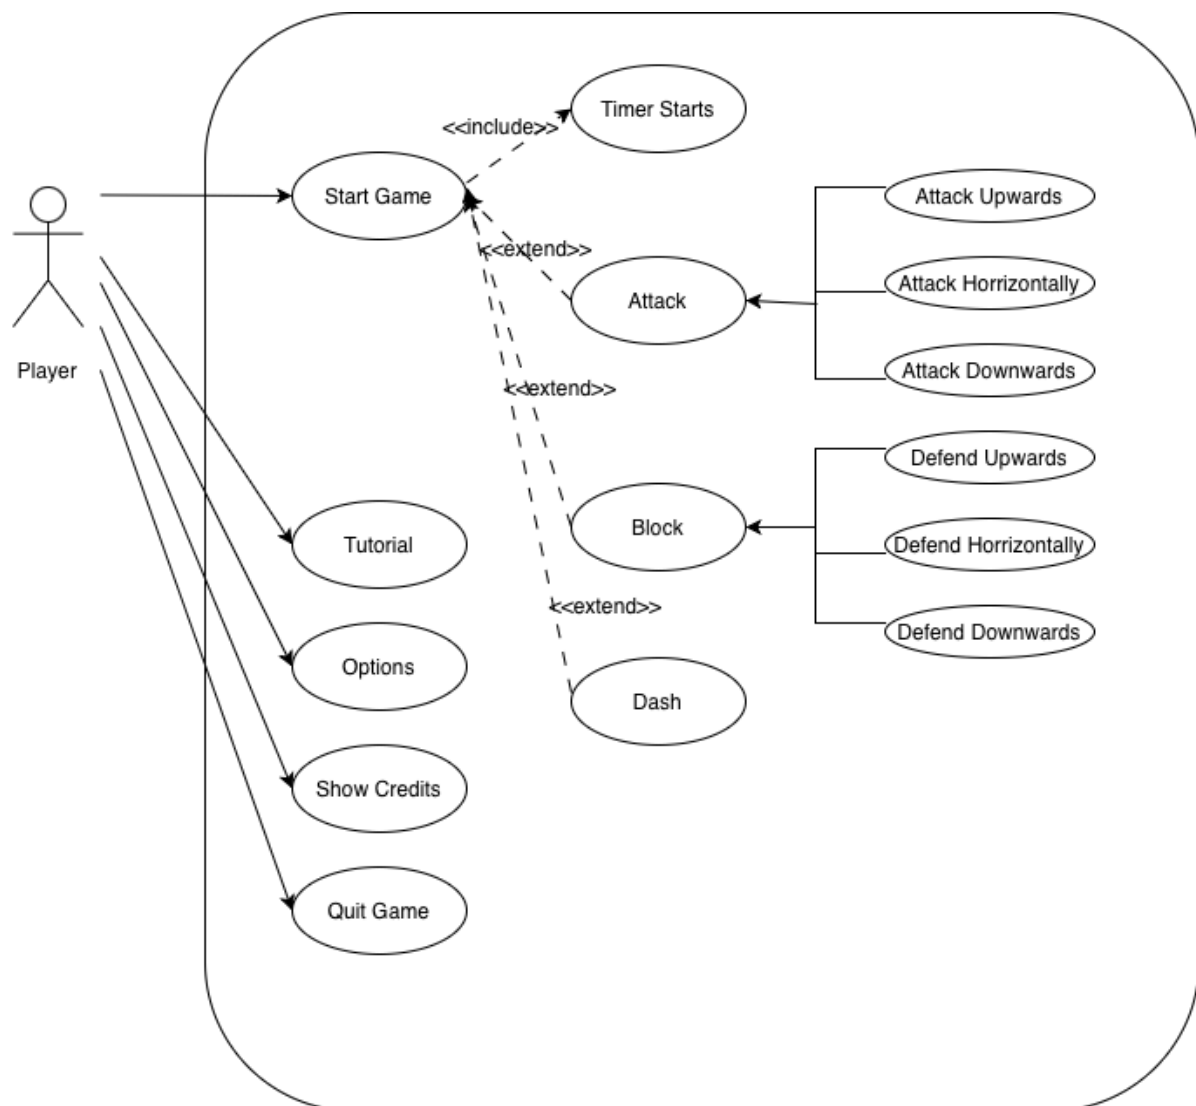 Timer Starts
<<include>>
Start Game
Attack Upwards
<<extend>>
Attack Horrizontally
Attack
Player
Attack Downwards
<<extend>>
Defend Upwards
Block
Tutorial
Defend Horrizontally
<<extend>>
Defend Downwards
Options
Dash
Show Credits
Quit Game